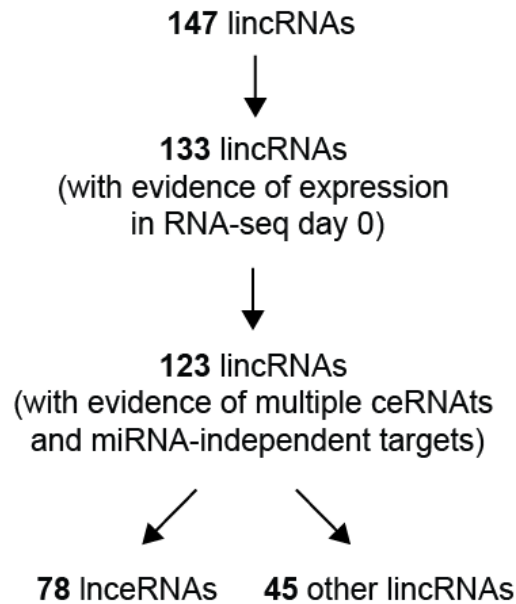 147 lincRNAs
133 lincRNAs
(with evidence of expression
in RNA-seq day 0)
123 lincRNAs
(with evidence of multiple ceRNAts
and miRNA-independent targets)
78 lnceRNAs 45 other lincRNAs